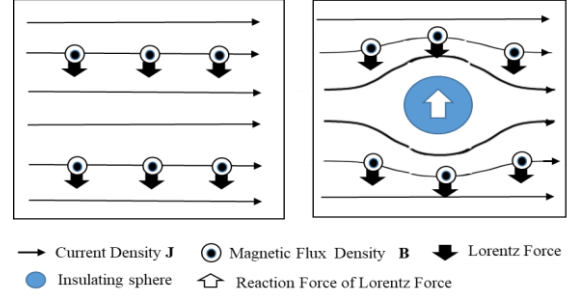 Current Density J Magnetic Flux Density B Lorentz Force
Insulating sphere Reaction Force of Lorentz Force